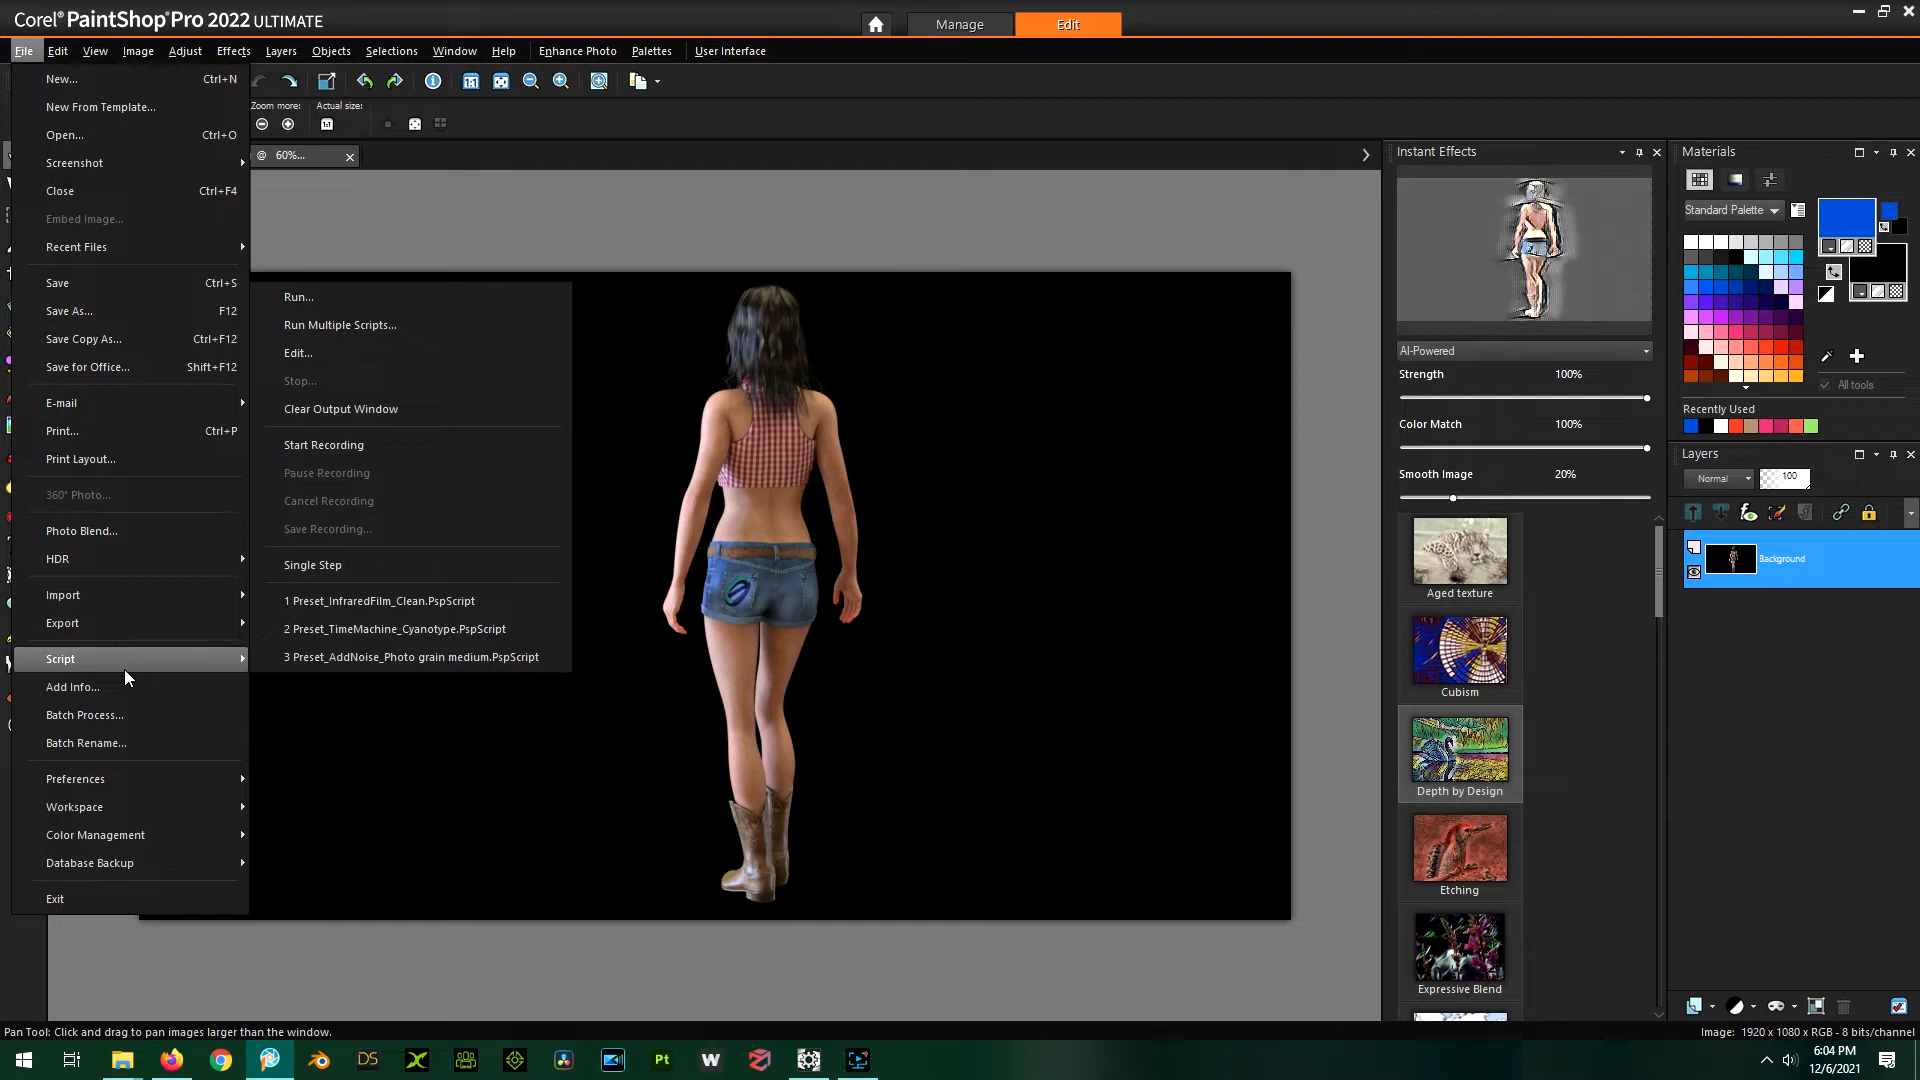 Corel® PaintShop® Pro 2022 ULTIMATE
Manage
Edit
File Edit View Image Adjust Effects Layers Objects Selections Window Help Enhance Photo Palettes User Interface
New... Ctrl+N
New From Template...
Open... Ctrl+O
Screenshot
Close Ctrl+F4
Embed Image...
Recent Files
Save Ctrl+S
Save As... F12
Save Copy As... Ctrl+F12
Save for Office... Shift+F12
E-mail
Print... Ctrl+P
Print Layout...
360° Photo...
Photo Blend...
HDR
Import
Export
Script
Add Info...
Batch Process...
Batch Rename...
Preferences
Workspace
Color Management
Database Backup
Exit
Zoom more: Actual size:
@ 60%...
Run...
Run Multiple Scripts...
Edit...
Stop...
Clear Output Window
Start Recording
Pause Recording
Cancel Recording
Save Recording...
Single Step
1 Preset_InfraredFilm_Clean.PspScript
2 Preset_TimeMachine_Cyanotype.PspScript
3 Preset_AddNoise_Photo grain medium.PspScript
Instant Effects
AI-Powered
Strength 100%
Color Match 100%
Smooth Image 20%
Aged texture
Cubism
Depth by Design
Etching
Expressive Blend
Materials
Standard Palette
All tools
Recently Used
Layers
Normal 100
Background
Pan Tool: Click and drag to pan images larger than the window.
Image: 1920 x 1080 x RGB - 8 bits/channel
DS
Pt
W
6:04 PM
12/6/2021